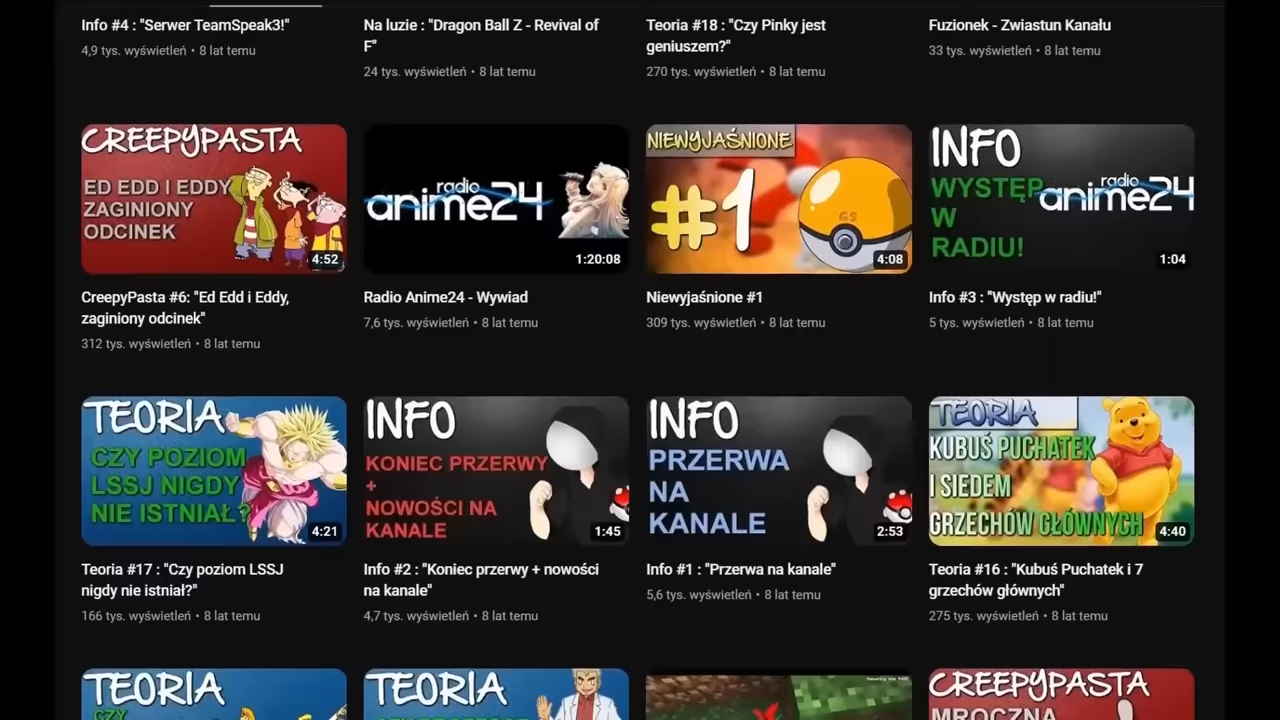 Info #4 : "Serwer TeamSpeak3!"
4,9 tys. wyświetleń • 8 lat temu
Na luzie : "Dragon Ball Z - Revival of
F"
24 tys. wyświetleń • 8 lat temu
Teoria #18 : "Czy Pinky jest
geniuszem?"
270 tys. wyświetleń • 8 lat temu
Fuzionek - Zwiastun Kanału
33 tys. wyświetleń • 8 lat temu
CREEPYPASTA
ED EDD I EDDY
ZAGINIONY
ODCINEK
4:52
CreepyPasta #6: "Ed Edd i Eddy,
zaginiony odcinek"
312 tys. wyświetleń • 8 lat temu
radio
anime24
1:20:08
Radio Anime24 - Wywiad
7,6 tys. wyświetleń • 8 lat temu
NIEWYJAŚNIONE
#1
GS
4:08
Niewyjaśnione #1
309 tys. wyświetleń • 8 lat temu
INFO
WYSTĘP
W
RADIU!
radio
anime24
1:04
Info #3 : "Występ w radiu!"
5 tys. wyświetleń • 8 lat temu
TEORIA
CZY POZIOM
LSSJ NIGDY
NIE ISTNIAŁ?
4:21
Teoria #17 : "Czy poziom LSSJ
nigdy nie istniał?"
166 tys. wyświetleń • 8 lat temu
INFO
KONIEC PRZERWY
+
NOWOŚCI NA
KANALE
1:45
Info #2 : "Koniec przerwy + nowości
na kanale"
4,7 tys. wyświetleń • 8 lat temu
INFO
PRZERWA
NA
KANALE
2:53
Info #1 : "Przerwa na kanale"
5,6 tys. wyświetleń • 8 lat temu
TEORIA
KUBUŚ PUCHATEK
I SIEDEM
GRZECHÓW GŁÓWNYCH
4:40
Teoria #16 : "Kubuś Puchatek i 7
grzechów głównych"
275 tys. wyświetleń • 8 lat temu
TEORIA
CZY
TEORIA
CREEPYPASTA
MROCZNA